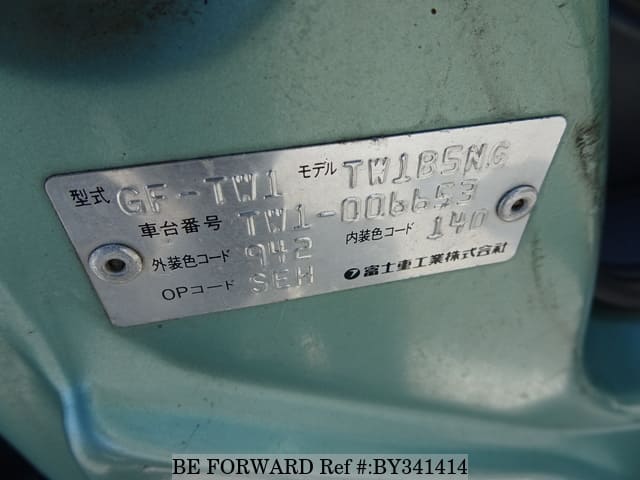 型式 GF-TW1 モデル TW1B5NG
車台番号 TW1-006653
外装色コード 942 内装色コード 140
OPコード SEH 富士重工業株式会社
BE FORWARD Ref #:BY341414